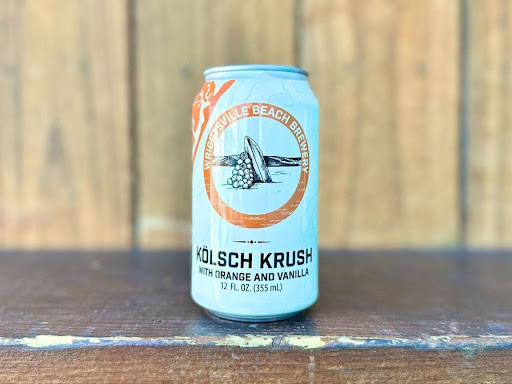 WRIGHTSVILLE BEACH BREWERY
KÖLSCH KRUSH
WITH ORANGE AND VANILLA
12 FL. OZ. (355 mL)